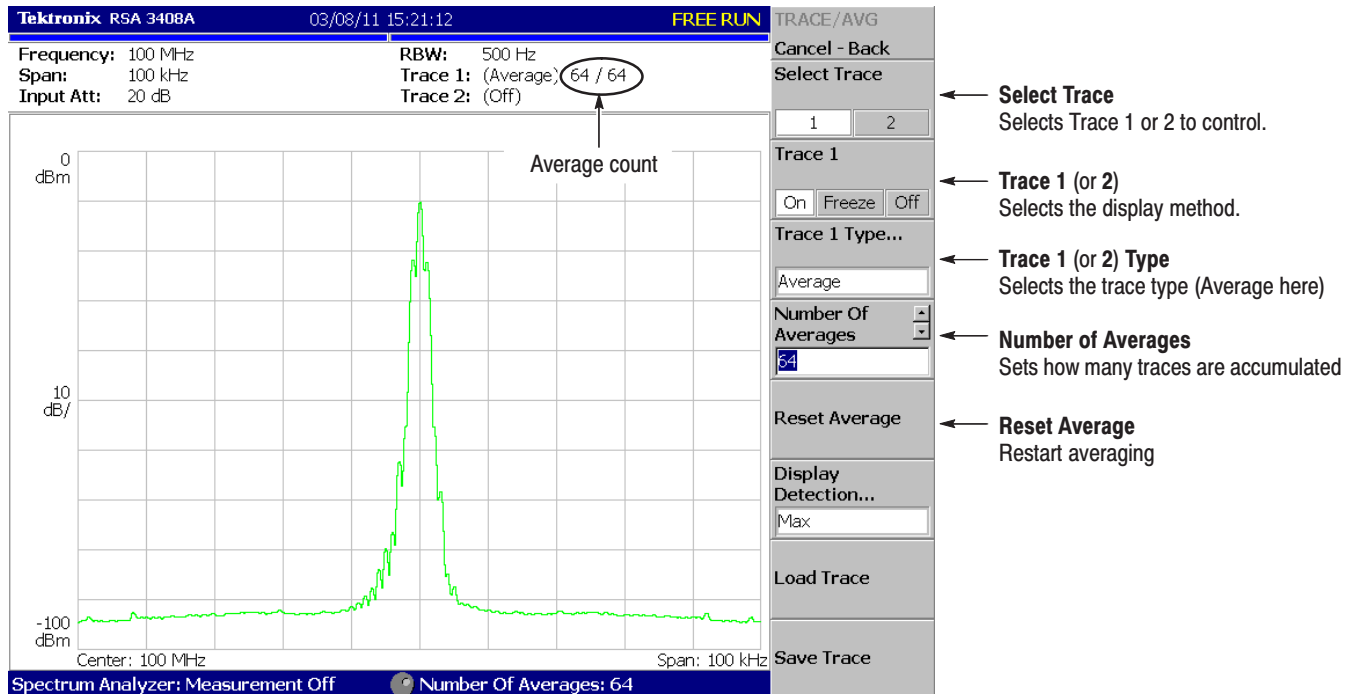 Tektronix RSA 3408A 03/08/11 15:21:12 FREE RUN
Frequency: 100 MHz
Span: 100 kHz
Input Att: 20 dB
RBW: 500 Hz
Trace 1: (Average) 64 / 64
Trace 2: (Off)
Average count
0
dBm
10
dB/
-100
dBm
Center: 100 MHz Span: 100 kHz
Spectrum Analyzer: Measurement Off Number Of Averages: 64
TRACE/AVG
Cancel - Back
Select Trace
1 2
Trace 1
On Freeze Off
Trace 1 Type...
Average
Number Of
Averages
64
Reset Average
Display
Detection...
Max
Load Trace
Save Trace
Select Trace
Selects Trace 1 or 2 to control.
Trace 1 (or 2)
Selects the display method.
Trace 1 (or 2) Type
Selects the trace type (Average here)
Number of Averages
Sets how many traces are accumulated
Reset Average
Restart averaging